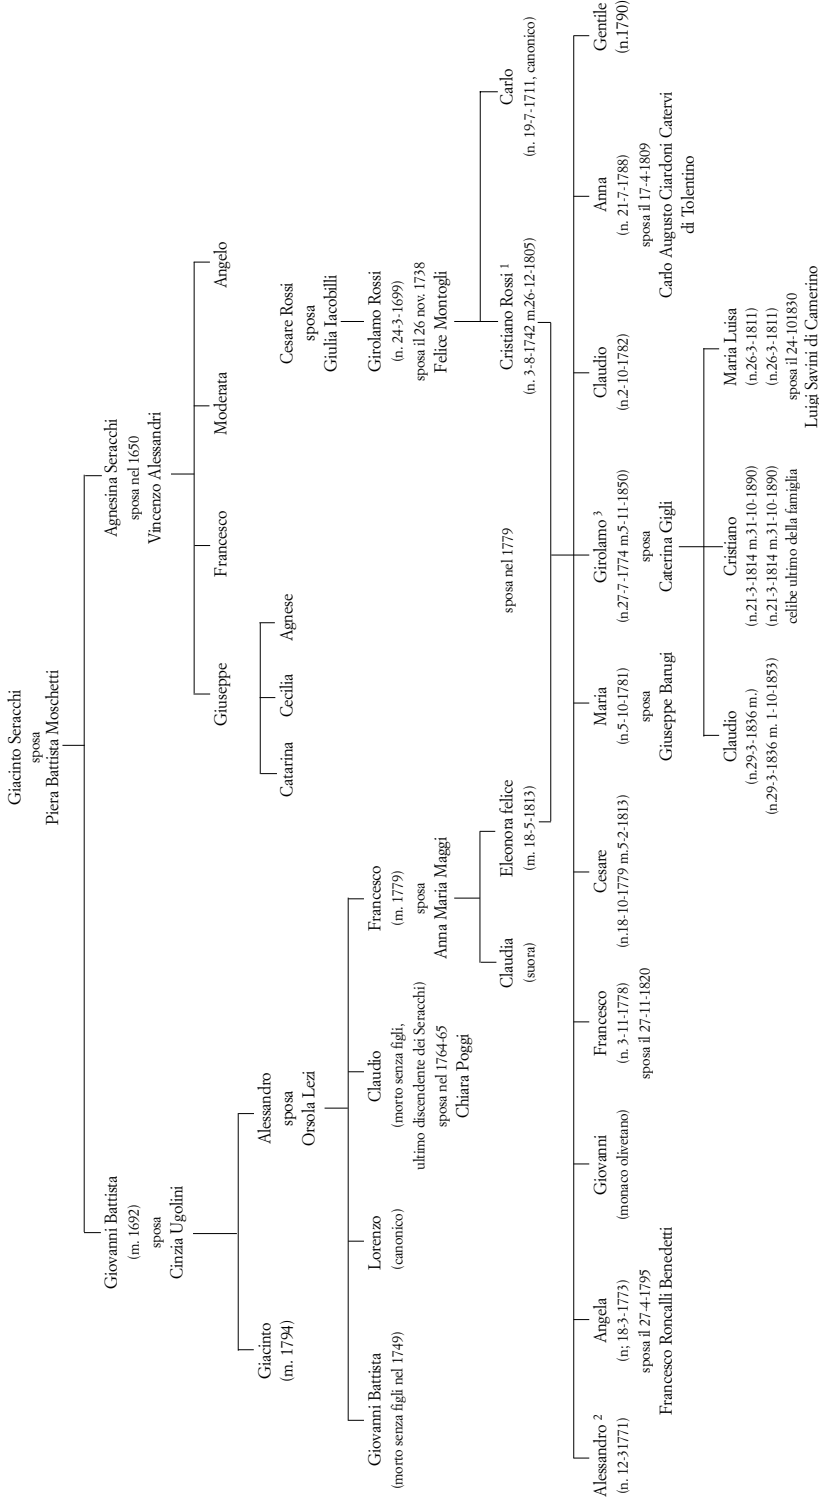 Giacinto Seracchi
sposa
Piera Battista Moschetti
Giovanni Battista
(m. 1692)
sposa
Cinzia Ugolini
Agnesina Seracchi
sposa nel 1650
Vincenzo Alessandri
Giacinto
(m. 1794)
Alessandro
sposa
Orsola Lezi
Giuseppe
Francesco
Moderata
Angelo
Catarina
Cecilia
Agnese
Cesare Rossi
sposa
Giulia Iacobilli
Girolamo Rossi
(n. 24-3-1699)
sposa il 26 nov. 1738
Felice Montogli
Giovanni Battista
(morto senza figli nel 1749)
Lorenzo
(canonico)
Claudio
(morto senza figli,
ultimo discendente dei Seracchi)
sposa nel 1764-65
Chiara Poggi
Francesco
(m. 1779)
sposa
Anna Maria Maggi
Claudia
(suora)
Eleonora felice
(m. 18-5-1813)
sposa nel 1779
Cristiano Rossi 1
(n. 3-8-1742 m.26-12-1805)
Carlo
(n. 19-7-1711, canonico)
Alessandro 2
(n. 12-31771)
Angela
(n; 18-3-1773)
sposa il 27-4-1795
Francesco Roncalli Benedetti
Giovanni
(monaco olivetano)
Francesco
(n. 3-11-1778)
sposa il 27-11-1820
Cesare
(n.18-10-1779 m.5-2-1813)
Maria
(n.5-10-1781)
sposa
Giuseppe Barugi
Girolamo 3
(n.27-7-1774 m.5-11-1850)
sposa
Caterina Gigli
Claudio
(n.2-10-1782)
Anna
(n. 21-7-1788)
sposa il 17-4-1809
Carlo Augusto Ciardoni Catervi
di Tolentino
Gentile
(n.1790)
Claudio
(n.29-3-1836 m.)
(n.29-3-1836 m. 1-10-1853)
Cristiano
(n.21-3-1814 m.31-10-1890)
(n.21-3-1814 m.31-10-1890)
celibe ultimo della famiglia
Maria Luisa
(n.26-3-1811)
(n.26-3-1811)
sposa il 24-101830
Luigi Savini di Camerino